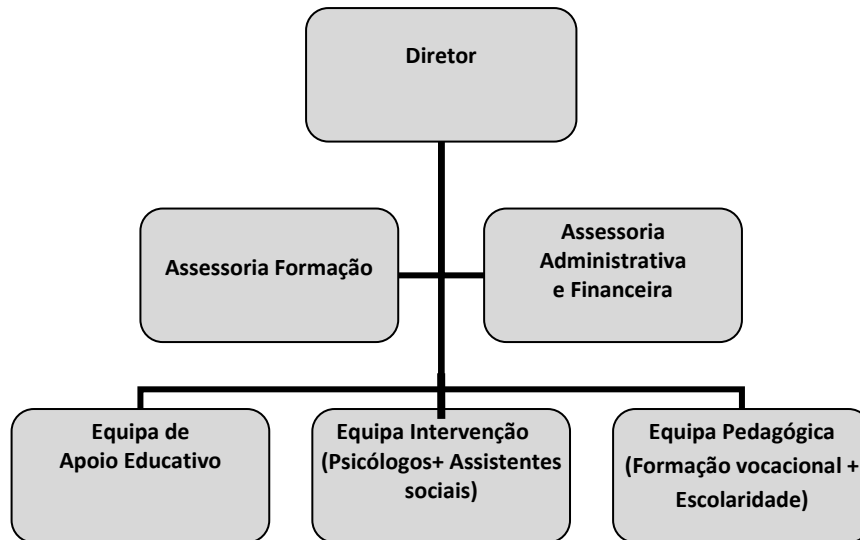 Diretor
Assessoria Formação
Assessoria
Administrativa
e Financeira
Equipa de
Apoio Educativo
Equipa Intervenção
(Psicólogos+ Assistentes
sociais)
Equipa Pedagógica
(Formação vocacional +
Escolaridade)